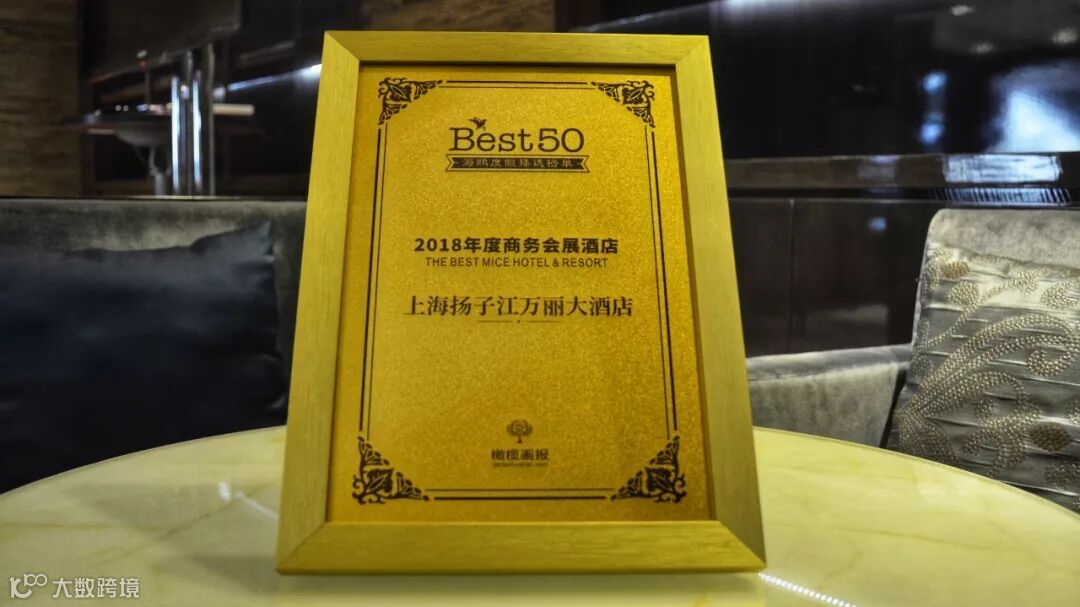 Best50
海鸥度假臻选榜单
2018年度商务会展酒店
THE BEST MICE HOTEL & RESORT
上海扬子江万丽大酒店
橄榄画报
大数跨境